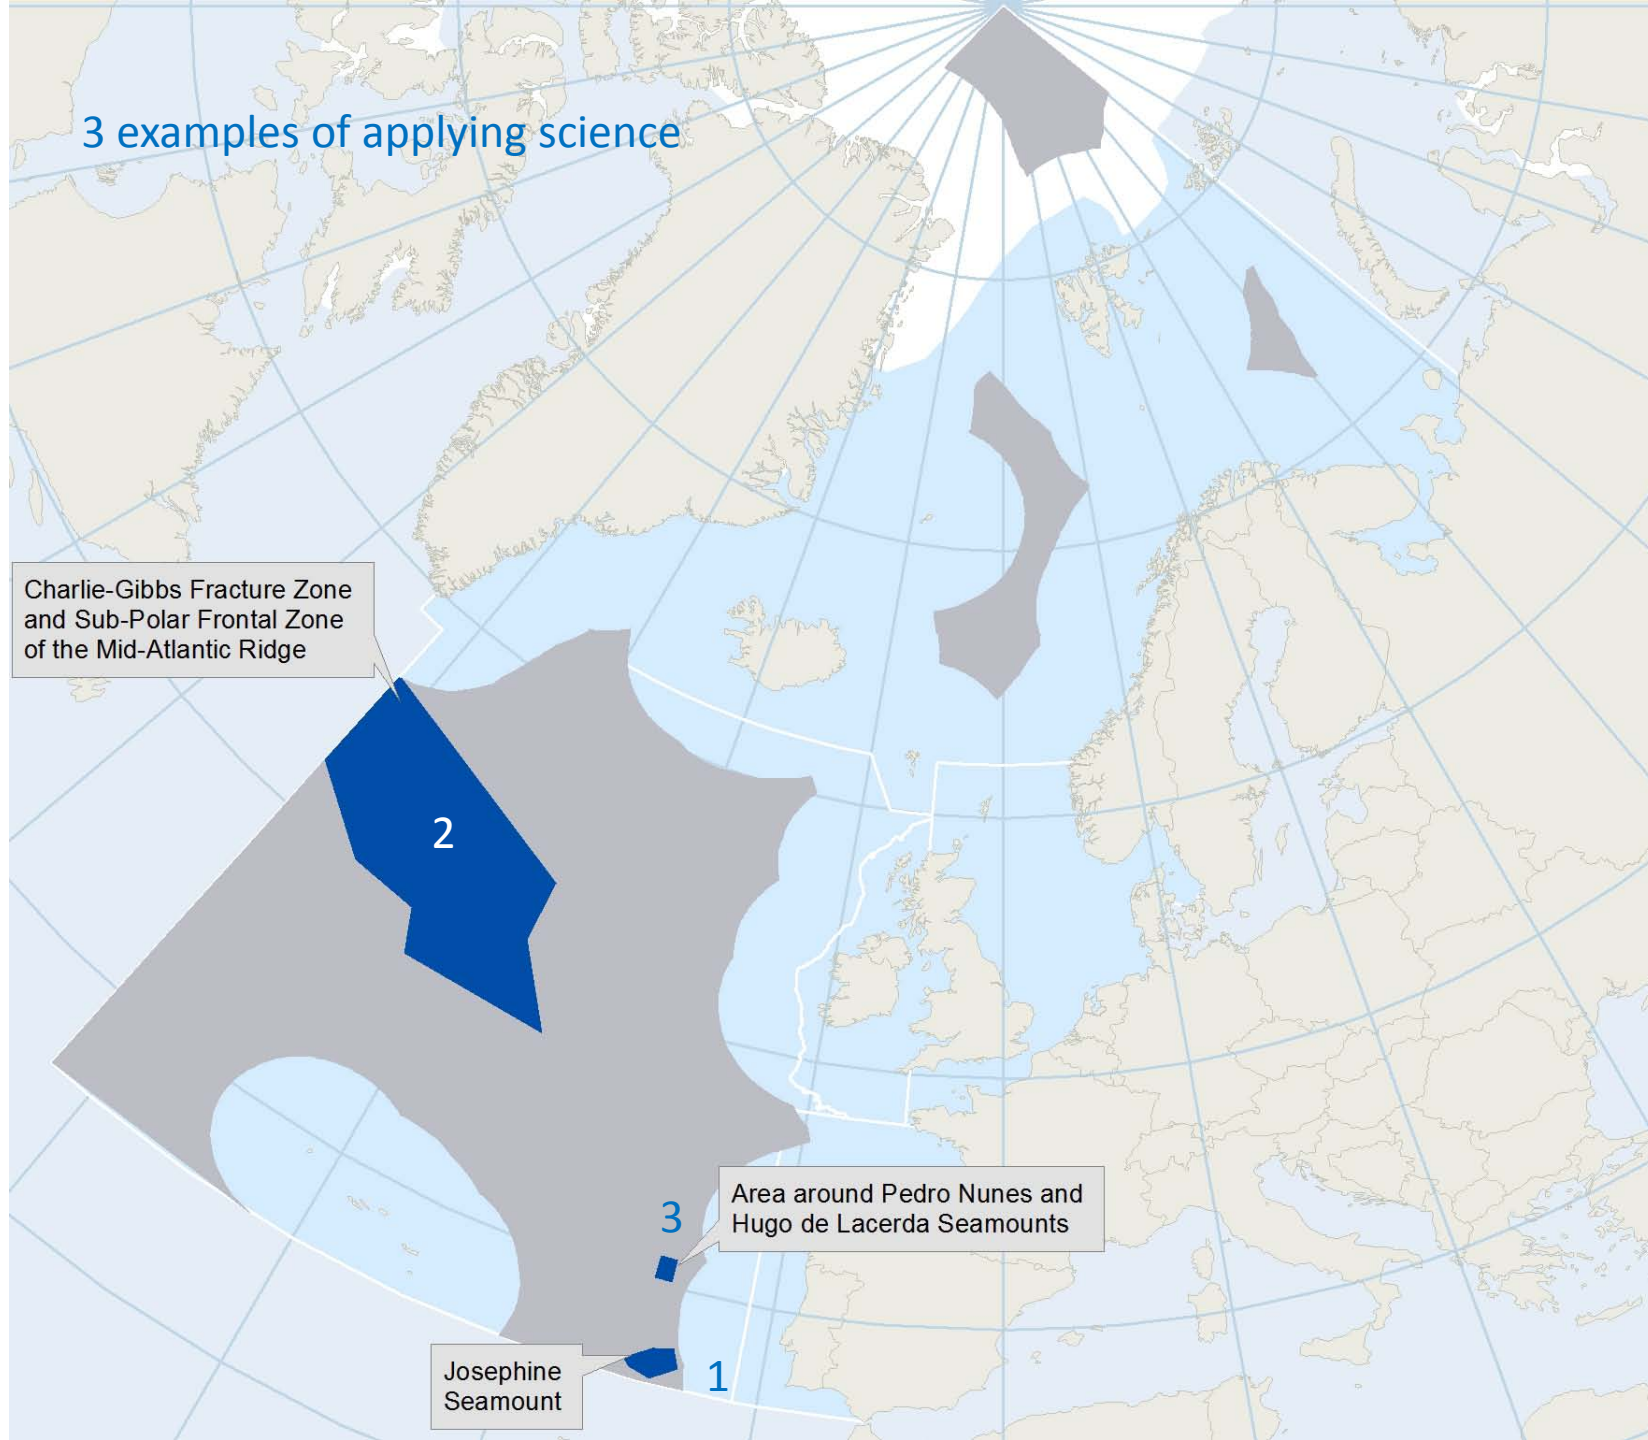 3 examples of applying science
Charlie-Gibbs Fracture Zone
and Sub-Polar Frontal Zone
of the Mid-Atlantic Ridge
2
3
Area around Pedro Nunes and
Hugo de Lacerda Seamounts
Josephine
Seamount
1